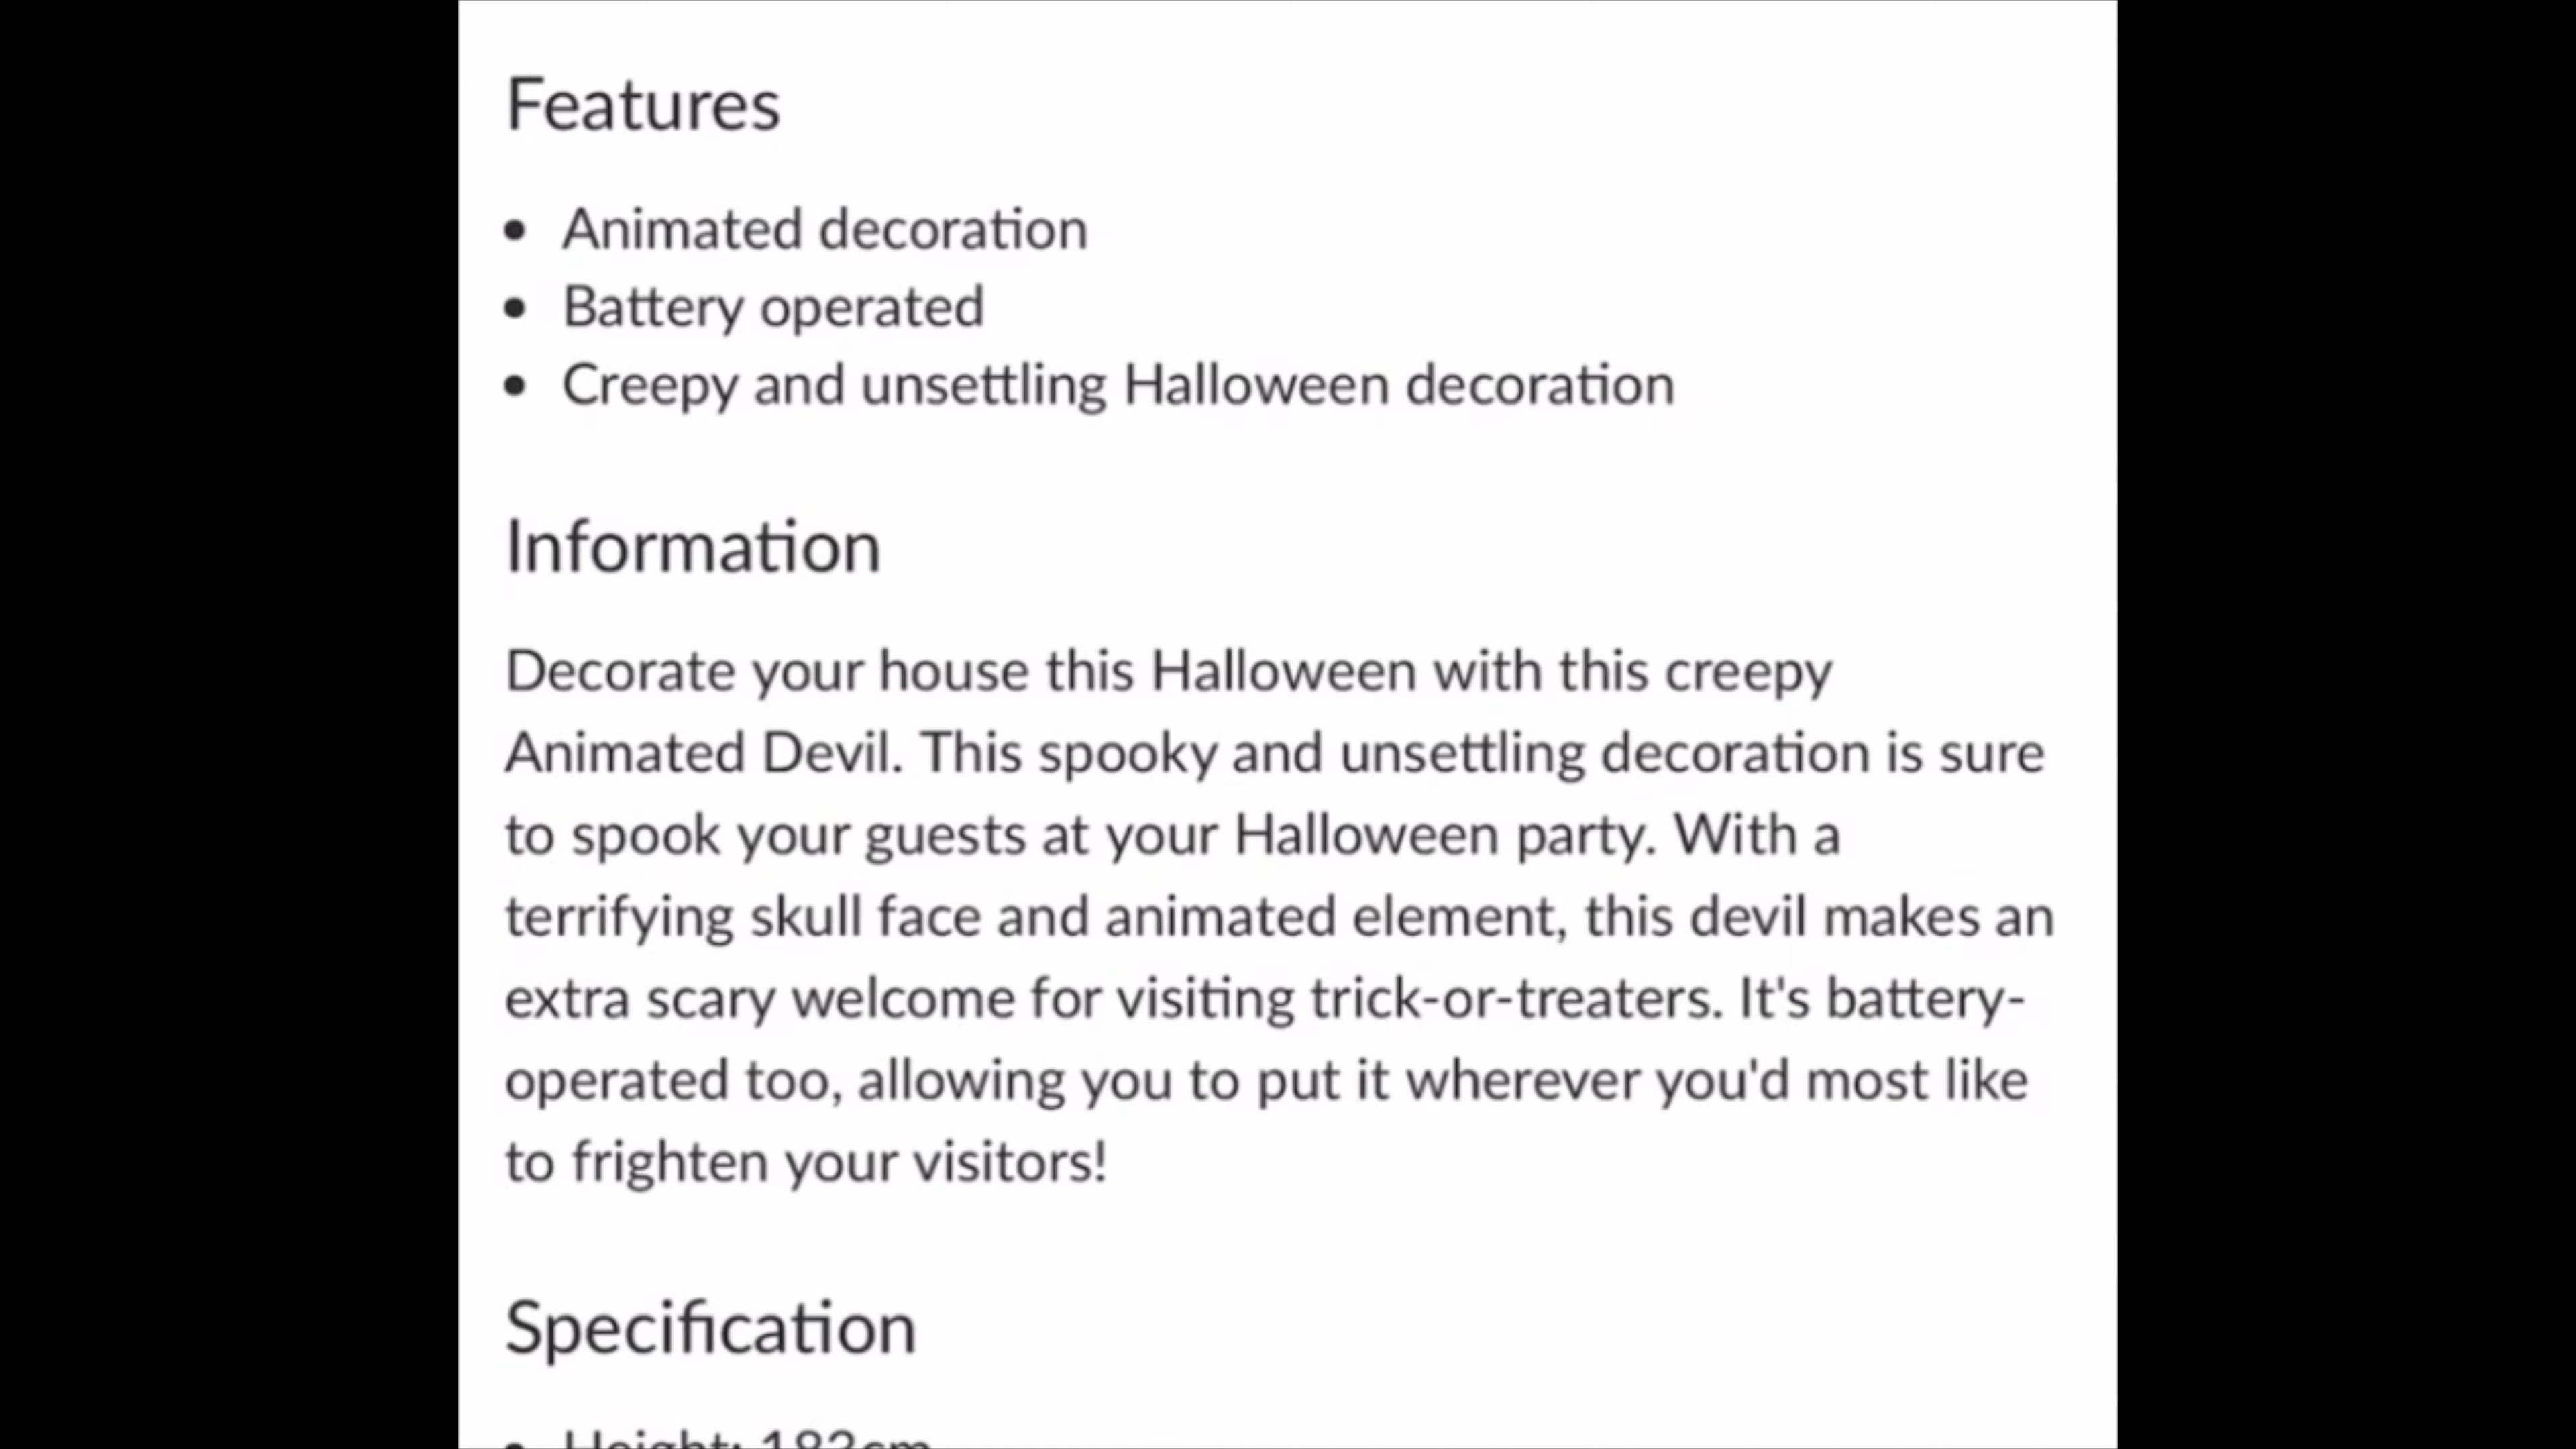 Features
• Animated decoration
• Battery operated
• Creepy and unsettling Halloween decoration
Information
Decorate your house this Halloween with this creepy
Animated Devil. This spooky and unsettling decoration is sure
to spook your guests at your Halloween party. With a
terrifying skull face and animated element, this devil makes an
extra scary welcome for visiting trick-or-treaters. It's battery-
operated too, allowing you to put it wherever you'd most like
to frighten your visitors!
Specification
• Height: